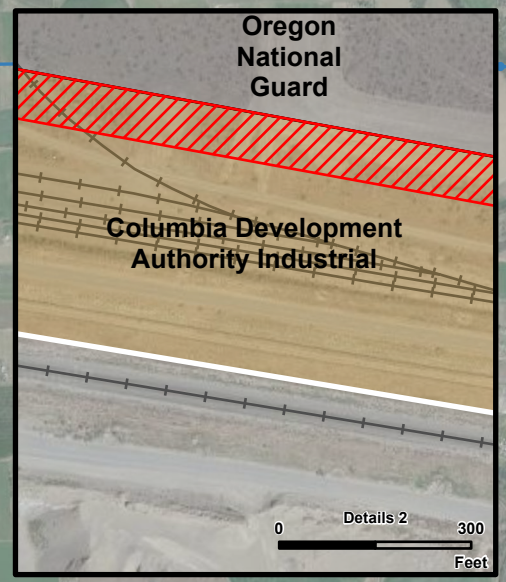 Oregon
National
Guard
Columbia Development
Authority Industrial
Details 2
0 300
Feet